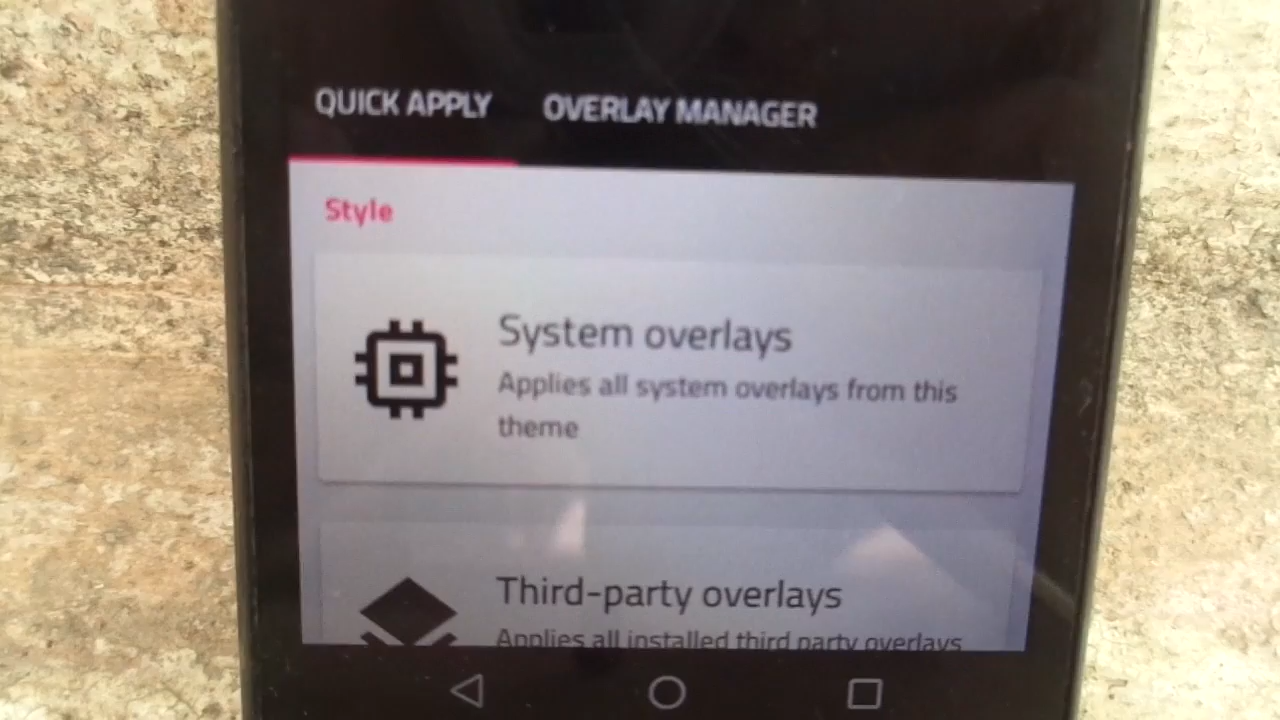 QUICK APPLY OVERLAY MANAGER
Style
System overlays
Applies all system overlays from this
theme
Third-party overlays
Applies all installed third party overlays